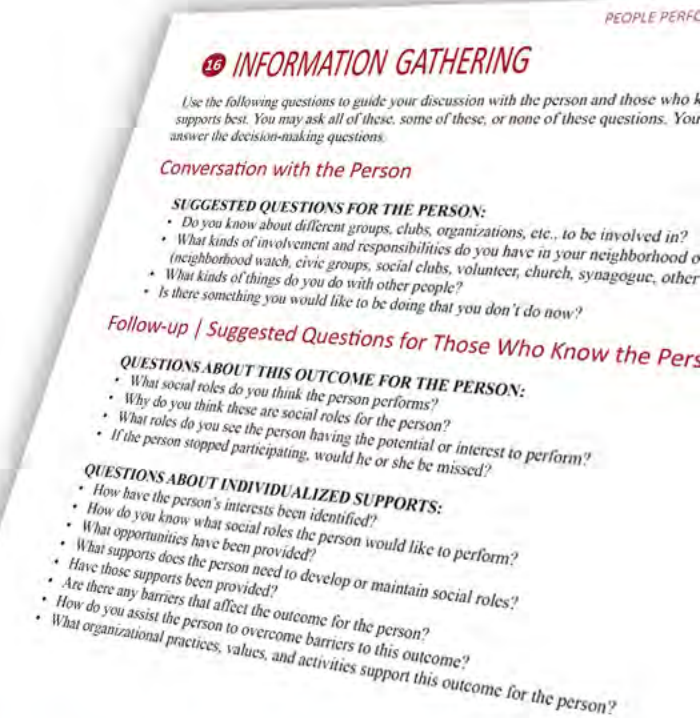 PEOPLE PERFO
16 INFORMATION GATHERING
Use the following questions to guide your discussion with the person and those who k
supports best. You may ask all of these, some of these, or none of these questions. You
answer the decision-making questions.
Conversation with the Person
SUGGESTED QUESTIONS FOR THE PERSON:
• Do you know about different groups, clubs, organizations, etc., to be involved in?
• What kinds of involvement and responsibilities do you have in your neighborhood o
(neighborhood watch, civic groups, social clubs, volunteer, church, synagogue, other
• What kinds of things do you do with other people?
• Is there something you would like to be doing that you don't do now?
Follow-up | Suggested Questions for Those Who Know the Pers
QUESTIONS ABOUT THIS OUTCOME FOR THE PERSON:
• What social roles do you think the person performs?
• Why do you think these are social roles for the person?
• What roles do you see the person having the potential or interest to perform?
• If the person stopped participating, would he or she be missed?
QUESTIONS ABOUT INDIVIDUALIZED SUPPORTS:
• How have the person's interests been identified?
• How do you know what social roles the person would like to perform?
• What opportunities have been provided?
• What supports does the person need to develop or maintain social roles?
• Have those supports been provided?
• Are there any barriers that affect the outcome for the person?
• How do you assist the person to overcome barriers to this outcome?
• What organizational practices, values, and activities support this outcome for the person?